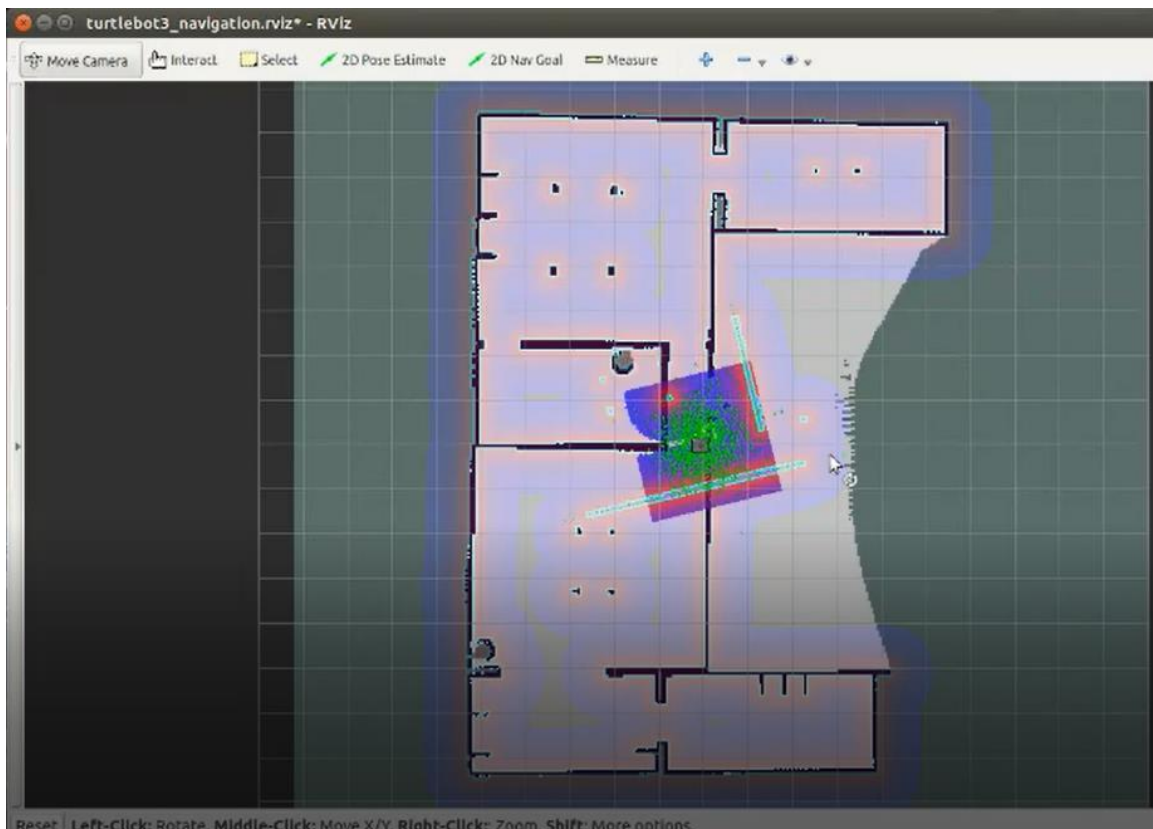 turtlebot3_navigation.rviz* - RViz
Move Camera Interact Select 2D Pose Estimate 2D Nav Goal Measure
Reset Left-Click: Rotate. Middle-Click: Move X/Y. Right-Click: Zoom. Shift: More options.